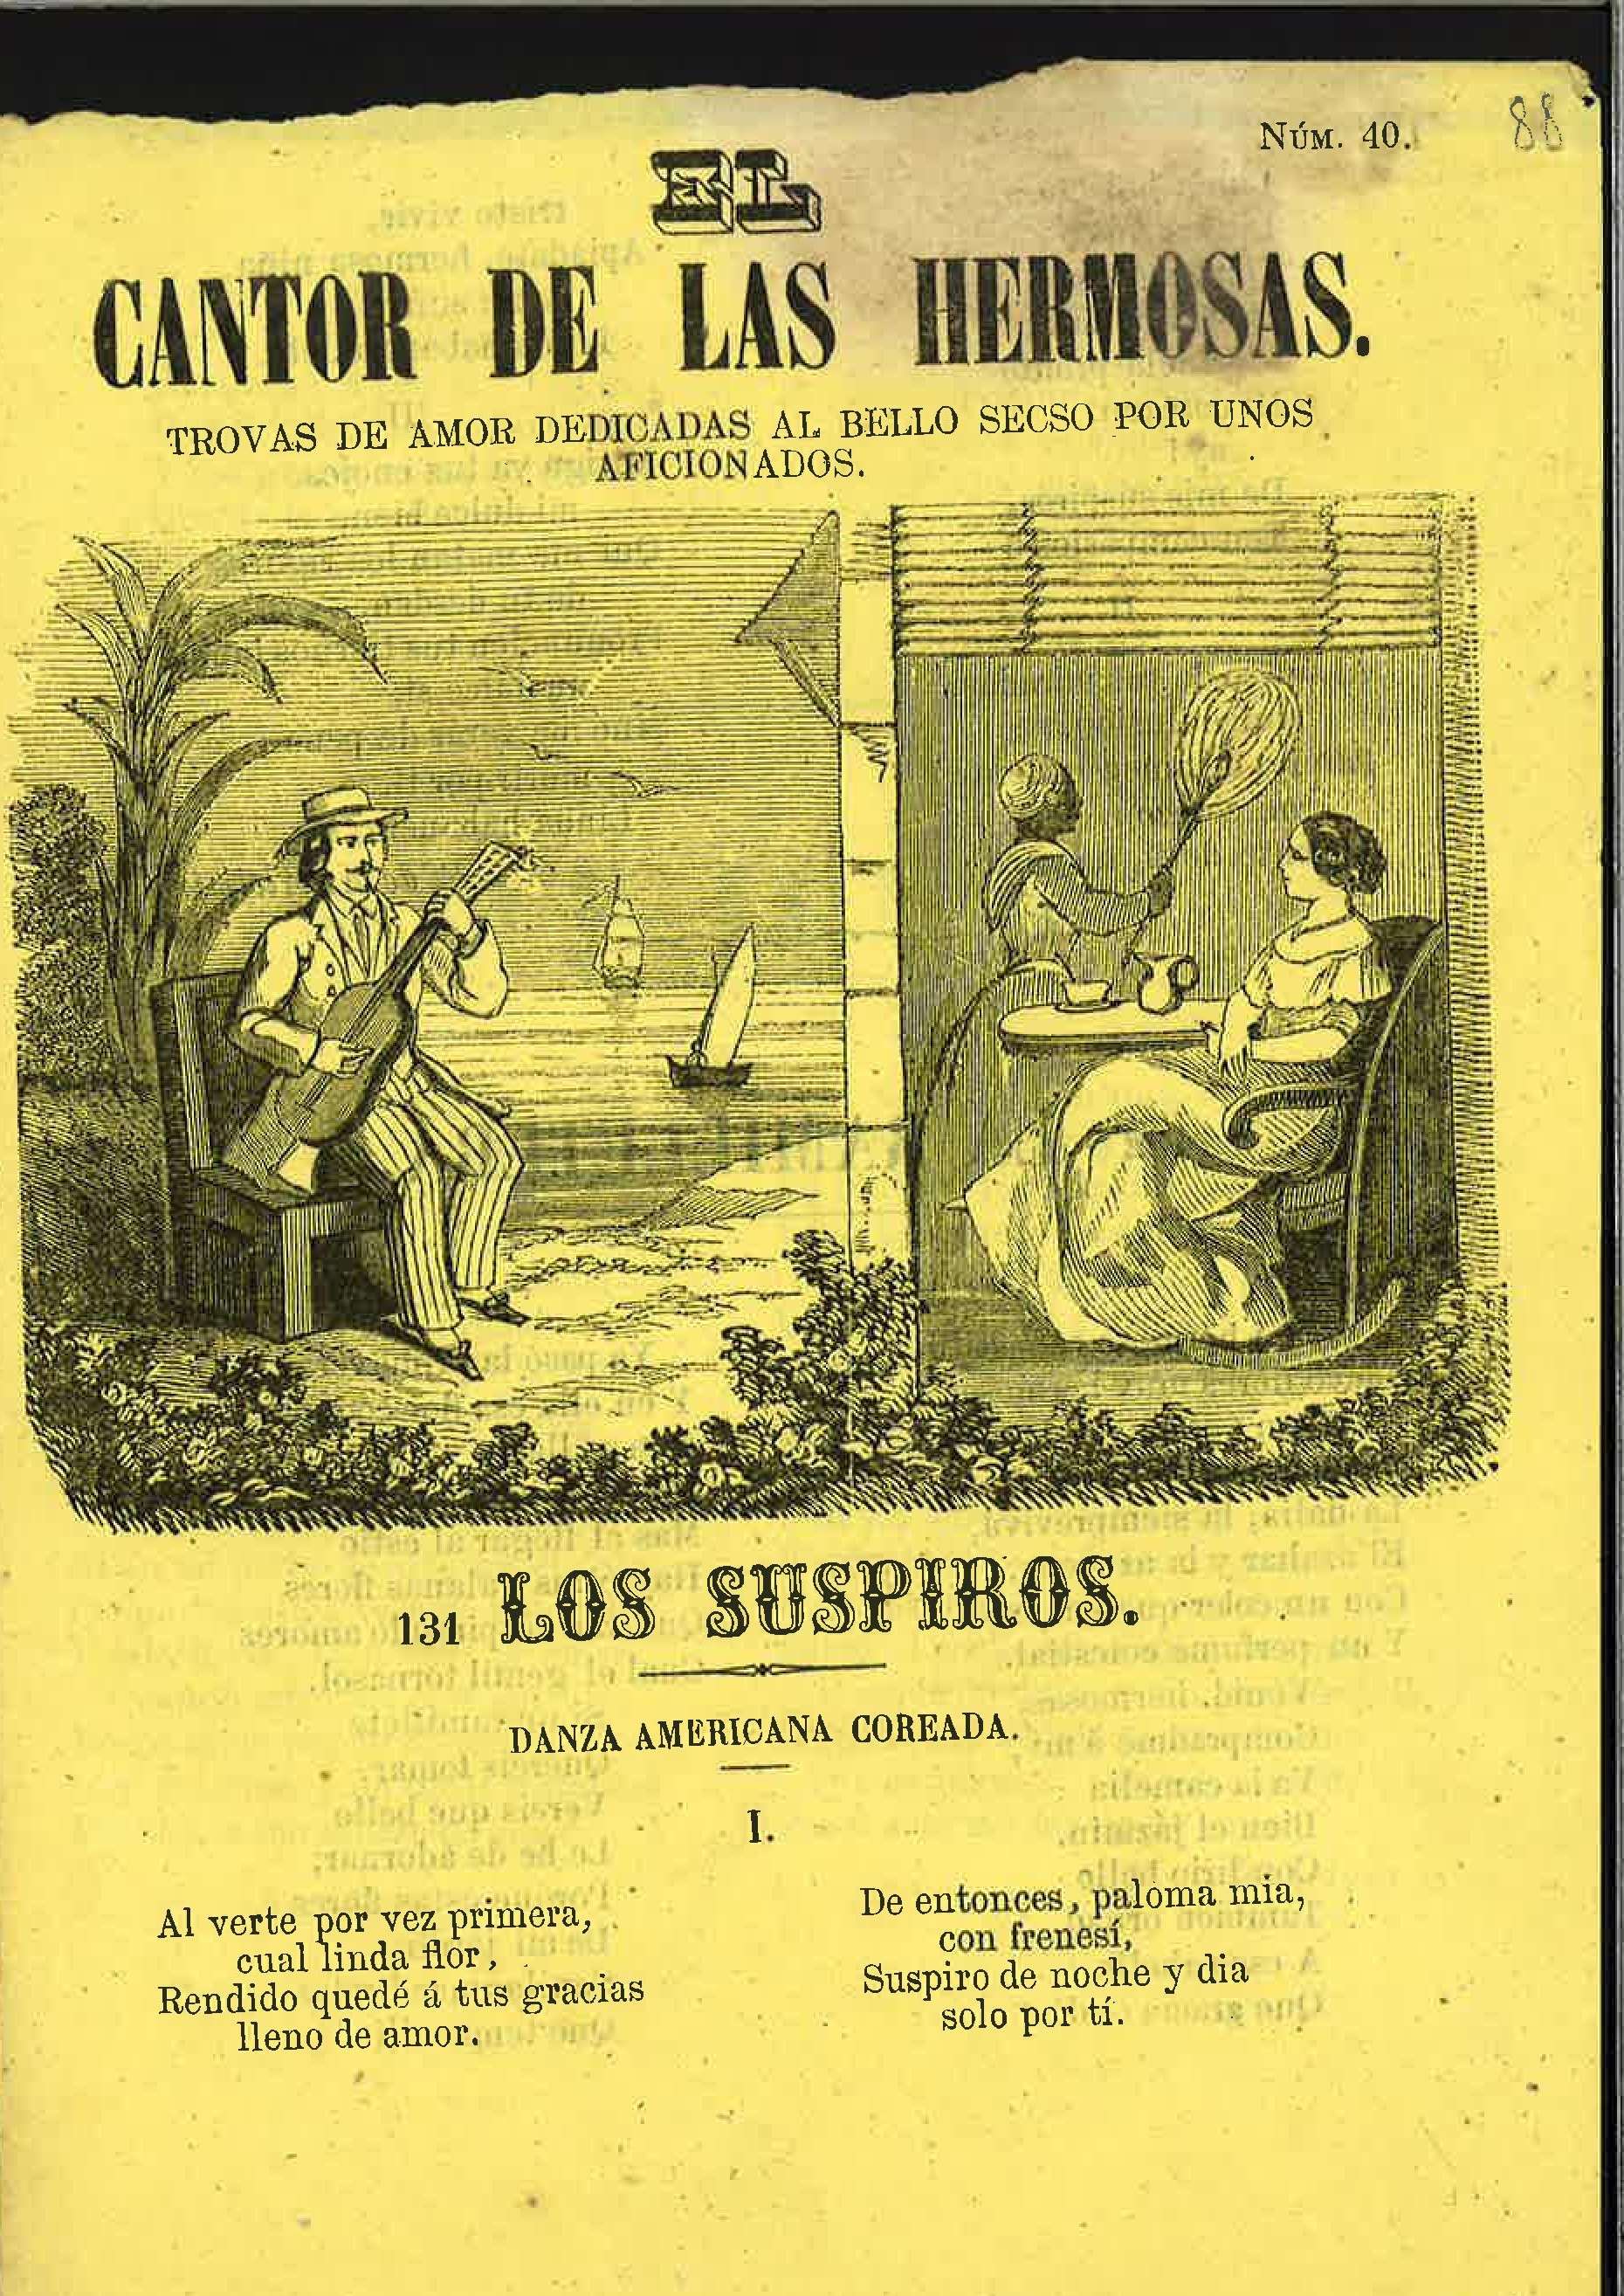 NÚM. 40.
88
EL
CANTOR DE LAS HERMOSAS.
TROVAS DE AMOR DEDICADAS AL BELLO SECSO POR UNOS
AFICIONADOS.
131 LOS SUSPIROS.
DANZA AMERICANA COREADA.
I.
Al verte por vez primera,
cual linda flor,
Rendido quedé á tus gracias
lleno de amor.
De entonces, paloma mia,
con frenesí,
Suspiro de noche y dia
solo por tí.